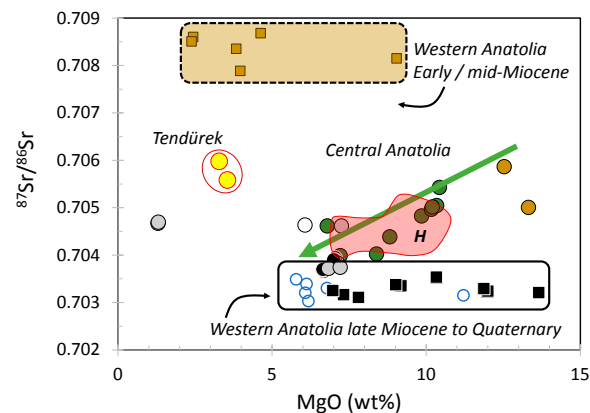 0.709
0.708
0.707
0.706
0.705
0.704
0.703
0.702
87Sr/86Sr
Western Anatolia
Early / mid-Miocene
Tendürek
Central Anatolia
H
Western Anatolia late Miocene to Quaternary
0
5
10
15
MgO (wt%)